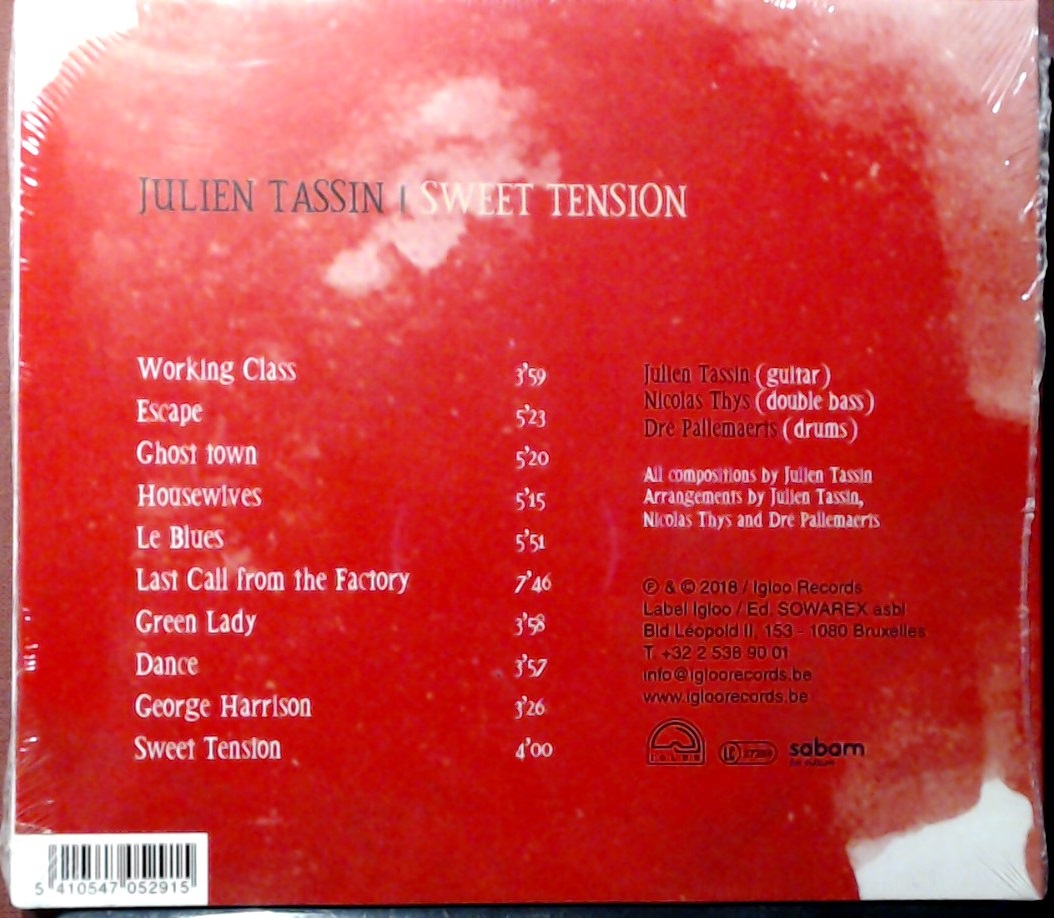 JULIEN TASSIN | SWEET TENSION
Working Class 3'59
Escape 5'23
Ghost town 5'20
Housewives 5'15
Le Blues 5'51
Last Call from the Factory 7'46
Green Lady 3'58
Dance 3'57
George Harrison 3'26
Sweet Tension 4'00
Julien Tassin (guitar)
Nicolas Thys (double bass)
Dré Pallemaerts (drums)
All compositions by Julien Tassin
Arrangements by Julien Tassin,
Nicolas Thys and Dré Pallemaerts
℗ & © 2018 / Igloo Records
Label Igloo / Ed. SOWAREX asbl
Bld Léopold II, 153 - 1080 Bruxelles
T. +32 2 538 90 01
info@igloorecords.be
www.igloorecords.be
IGLOO
LC
sabam
5 410547 052915